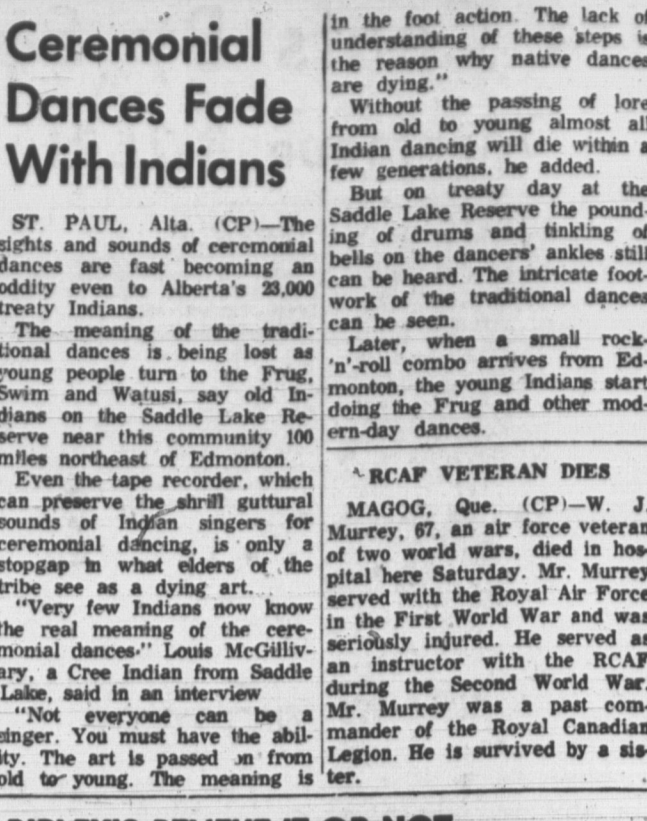 Ceremonial
Dances Fade
With Indians
ST. PAUL, Alta. (CP)—The
sights and sounds of ceremonial
dances are fast becoming an
oddity even to Alberta's 23,000
treaty Indians.
The meaning of the tradi-
tional dances is being lost as
young people turn to the Frug,
Swim and Watusi, say old In-
dians on the Saddle Lake Re-
serve near this community 100
miles northeast of Edmonton.
Even the tape recorder, which
can preserve the shrill guttural
sounds of Indian singers for
ceremonial dancing, is only a
stopgap in what elders of the
tribe see as a dying art.
"Very few Indians now know
the real meaning of the cere-
monial dances." Louis McGilliv-
ary, a Cree Indian from Saddle
Lake, said in an interview
"Not everyone can be a
singer. You must have the abil-
ity. The art is passed on from
old to young. The meaning is
in the foot action. The lack of
understanding of these steps is
the reason why native dances
are dying."
Without the passing of lore
from old to young almost all
Indian dancing will die within a
few generations, he added.
But on treaty day at the
Saddle Lake Reserve the pound-
ing of drums and tinkling of
bells on the dancers' ankles still
can be heard. The intricate foot-
work of the traditional dances
can be seen.
Later, when a small rock-
'n'-roll combo arrives from Ed-
monton, the young Indians start
doing the Frug and other mod-
ern-day dances.
RCAF VETERAN DIES
MAGOG, Que. (CP)—W. J.
Murrey, 67, an air force veteran
of two world wars, died in hos-
pital here Saturday. Mr. Murrey
served with the Royal Air Force
in the First World War and was
seriously injured. He served as
an instructor with the RCAF
during the Second World War.
Mr. Murrey was a past com-
mander of the Royal Canadian
Legion. He is survived by a sis-
ter.